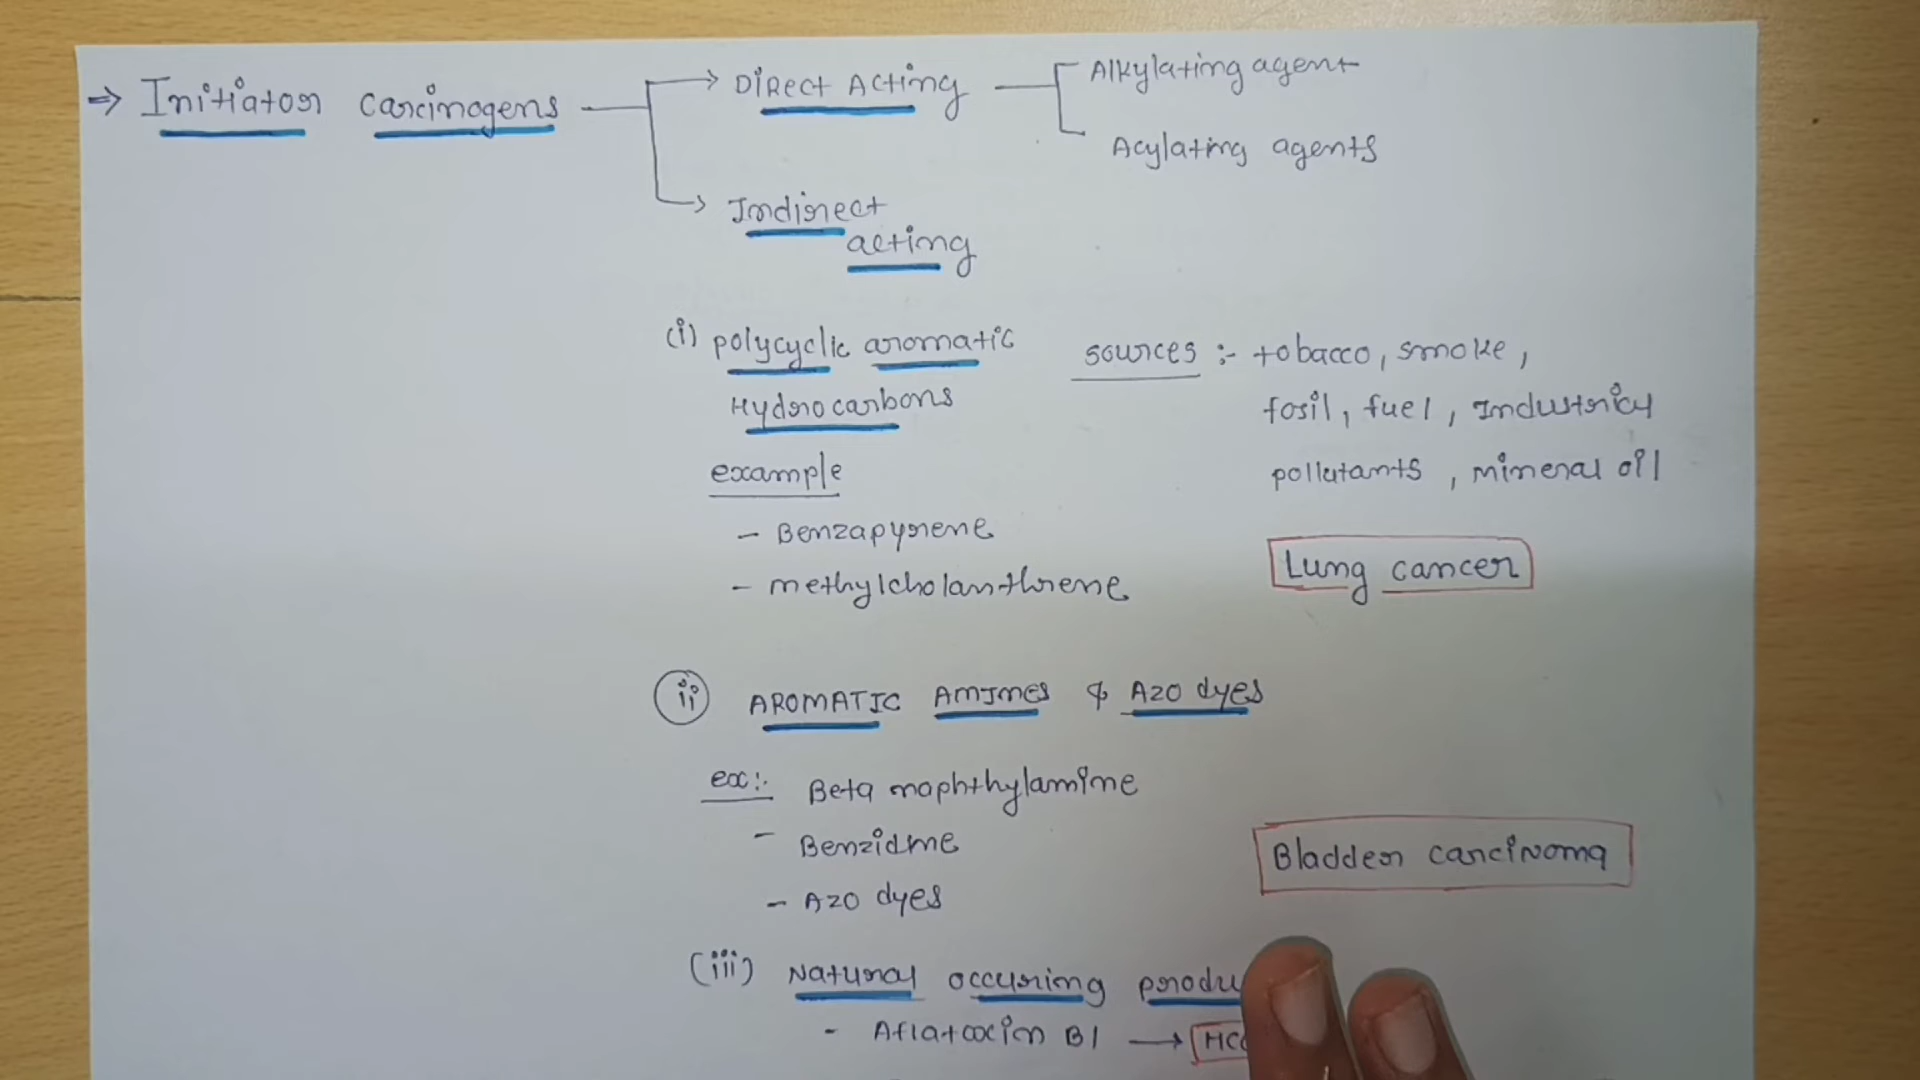 ⇒ Initiator carcinogens
→ Direct Acting
Alkylating agent
Acylating agents
→ Indirect
acting
(i) polycyclic aromatic
Hydrocarbons
sources :- tobacco, smoke,
fosil, fuel, Industrial
pollutants, mineral oil
example
- Benzapyrene
- methylcholanthrene
Lung cancer
(ii) AROMATIC AMINES & AZO dyes
ex:- Beta naphthylamine
- Benzidine
- AZO dyes
Bladder carcinoma
(iii) Natural occuring produ
- Aflatoxin B1 → HCC